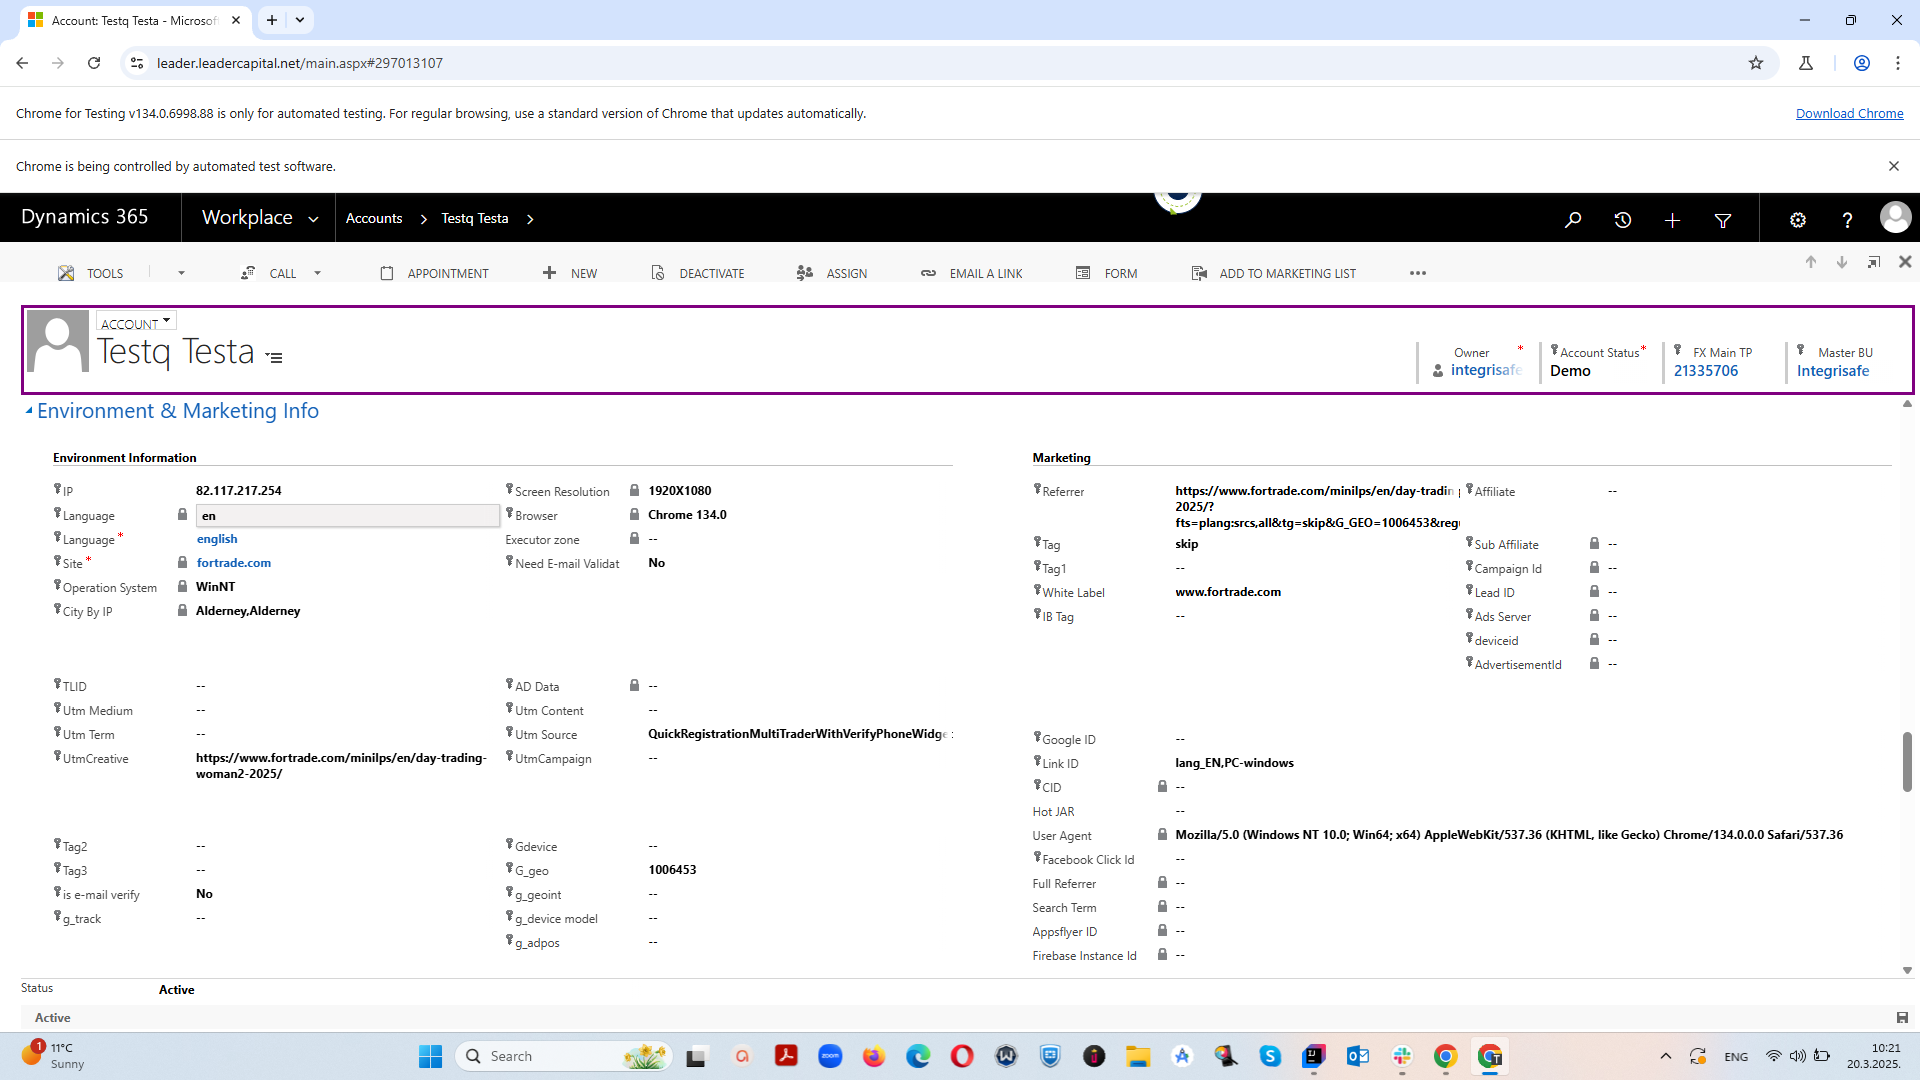 Account: Testq Testa - Microsof
leader.leadercapital.net/main.aspx#297013107
Chrome for Testing v134.0.6998.88 is only for automated testing. For regular browsing, use a standard version of Chrome that updates automatically.
Download Chrome
Chrome is being controlled by automated test software.
Dynamics 365
Workplace
Accounts
Testq Testa
TOOLS
CALL
APPOINTMENT
NEW
DEACTIVATE
ASSIGN
EMAIL A LINK
FORM
ADD TO MARKETING LIST
ACCOUNT
Testq Testa
Owner *
integrisafe
Account Status *
Demo
FX Main TP
21335706
Master BU
Integrisafe
Environment & Marketing Info
Environment Information
IP 82.117.217.254
Language en
Language * english
Site * fortrade.com
Operation System WinNT
City By IP Alderney,Alderney
Screen Resolution 1920X1080
Browser Chrome 134.0
Executor zone --
Need E-mail Validat No
TLID --
Utm Medium --
Utm Term --
UtmCreative https://www.fortrade.com/minilps/en/day-trading-
woman2-2025/
AD Data --
Utm Content --
Utm Source QuickRegistrationMultiTraderWithVerifyPhoneWidge
UtmCampaign --
Tag2 --
Tag3 --
is e-mail verify No
g_track --
Gdevice --
G_geo 1006453
g_geoint --
g_device model --
g_adpos --
Marketing
Referrer https://www.fortrade.com/minilps/en/day-tradin
2025/?
fts=plang:srcs,all&tg=skip&G_GEO=1006453&reg
Tag skip
Tag1 --
White Label www.fortrade.com
IB Tag --
Affiliate --
Sub Affiliate --
Campaign Id --
Lead ID --
Ads Server --
deviceid --
AdvertisementId --
Google ID --
Link ID lang_EN,PC-windows
CID --
Hot JAR --
User Agent Mozilla/5.0 (Windows NT 10.0; Win64; x64) AppleWebKit/537.36 (KHTML, like Gecko) Chrome/134.0.0.0 Safari/537.36
Facebook Click Id --
Full Referrer --
Search Term --
Appsflyer ID --
Firebase Instance Id --
Status Active
Active
1
11°C
Sunny
Search
zoom
ENG
10:21
20.3.2025.